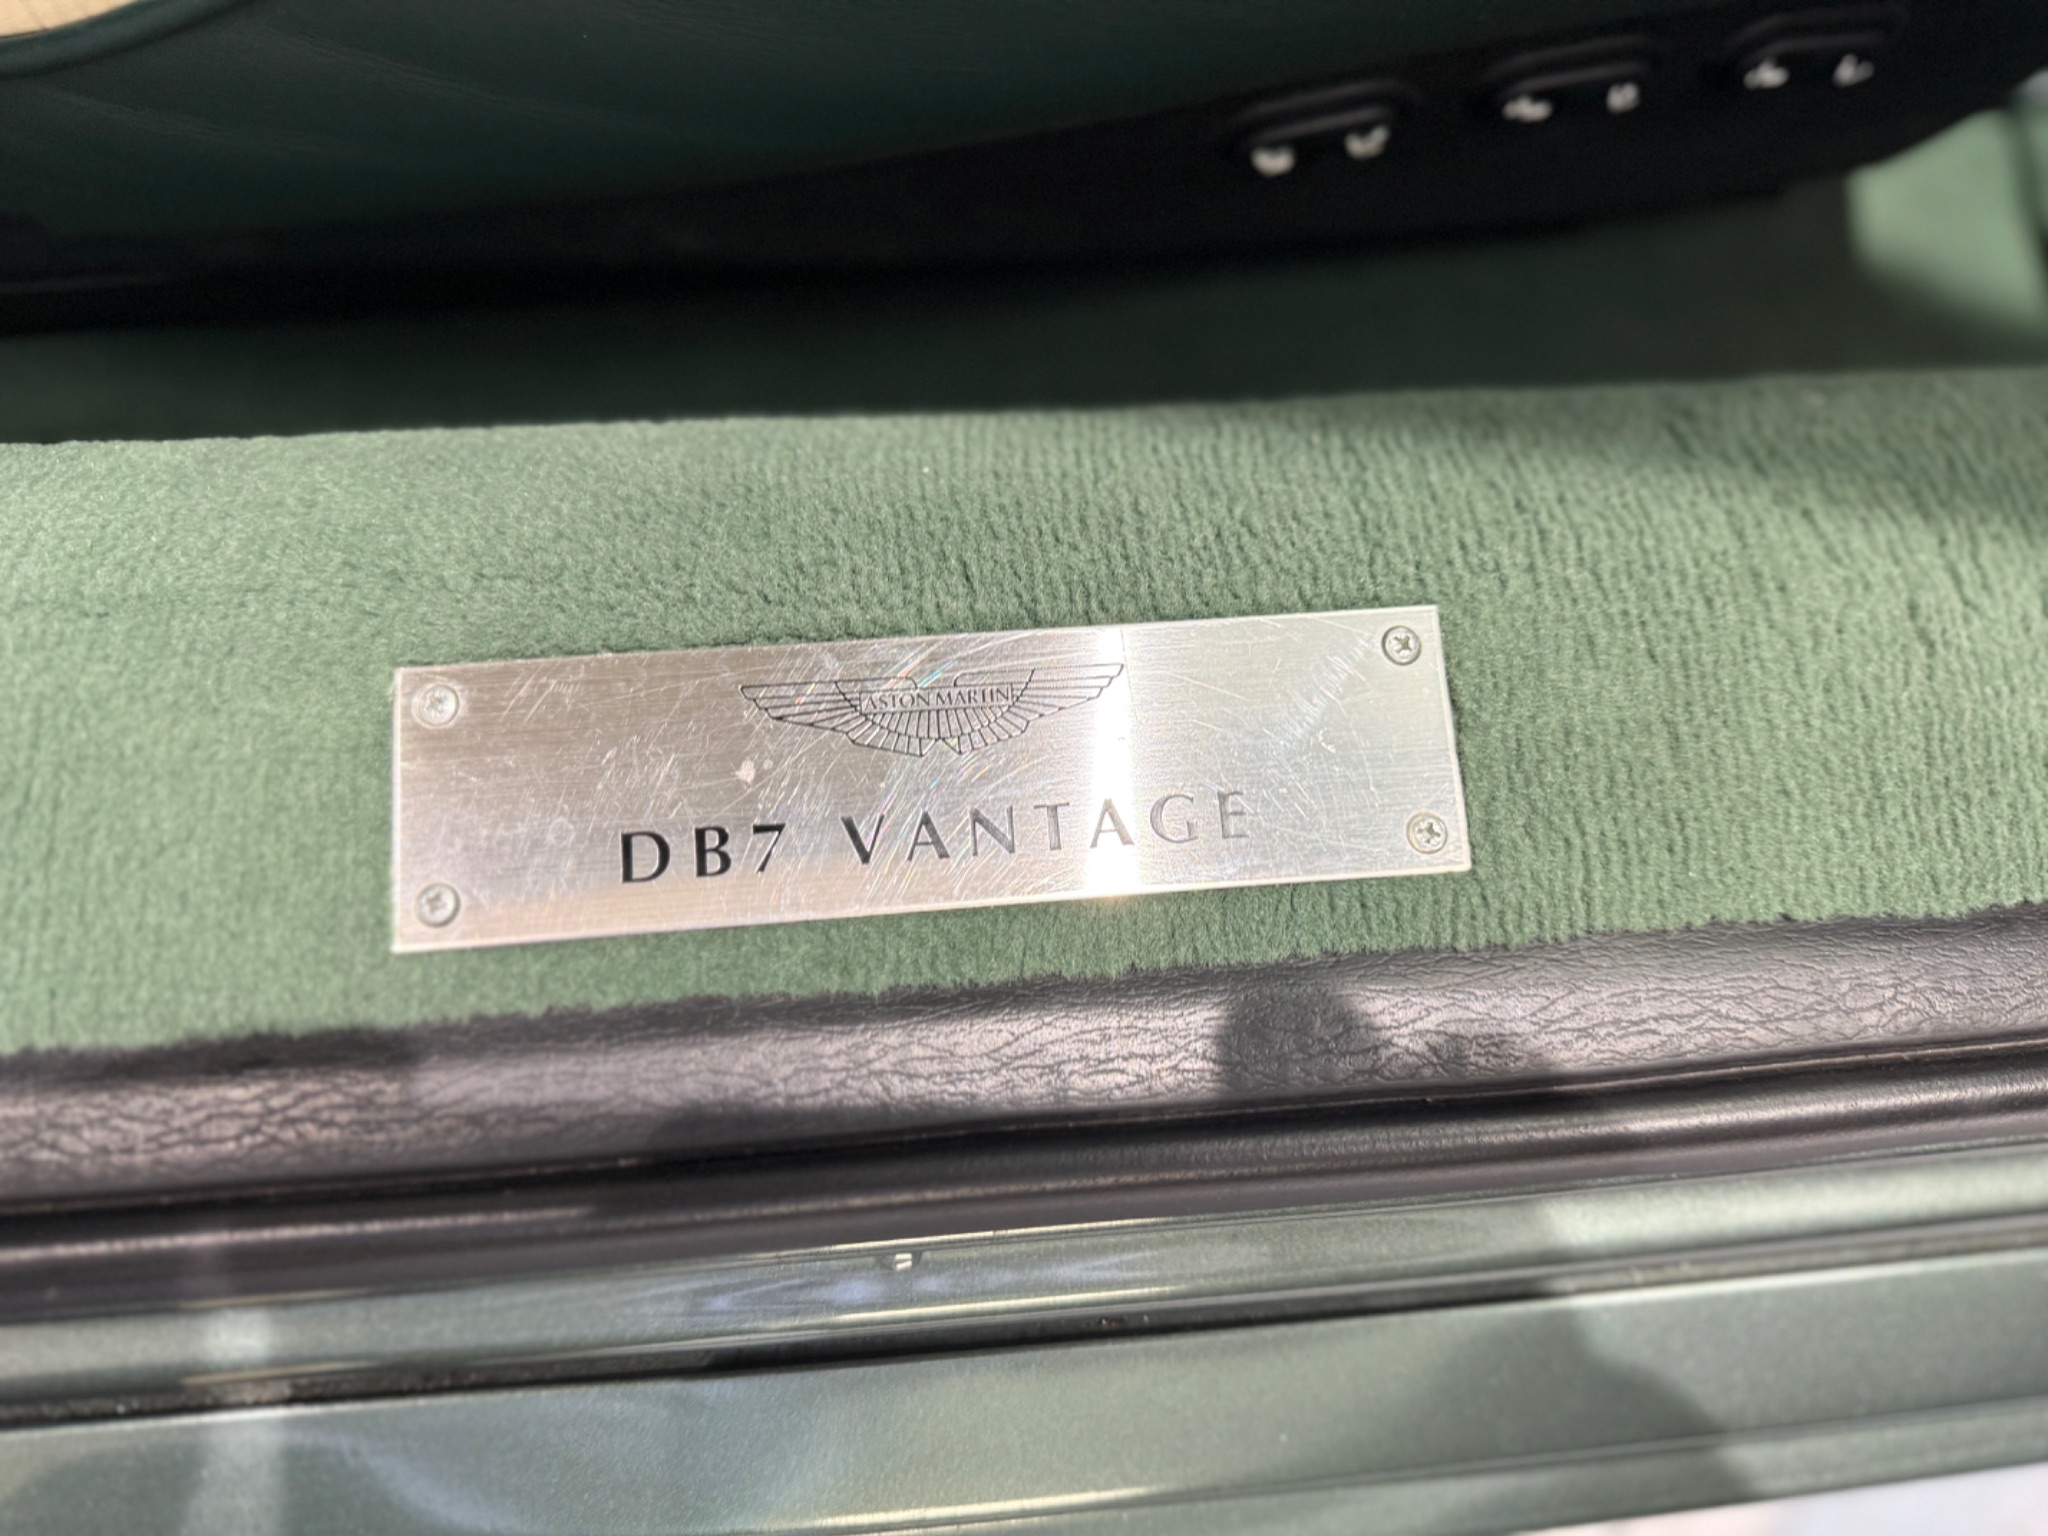 ASTON MARTIN
DB7 VANTAGE